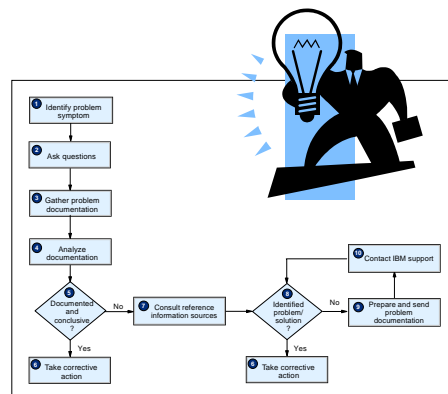 1
Identify problem
symptom
2
Ask questions
3
Gather problem
documentation
4
Analyze
documentation
5
Documented
and
conclusive
?
No
Yes
6
Take corrective
action
7
Consult reference
information sources
8
Identified
problem/
solution
?
No
Yes
6
Take corrective
action
9
Prepare and send
problem
documentation
10
Contact IBM support